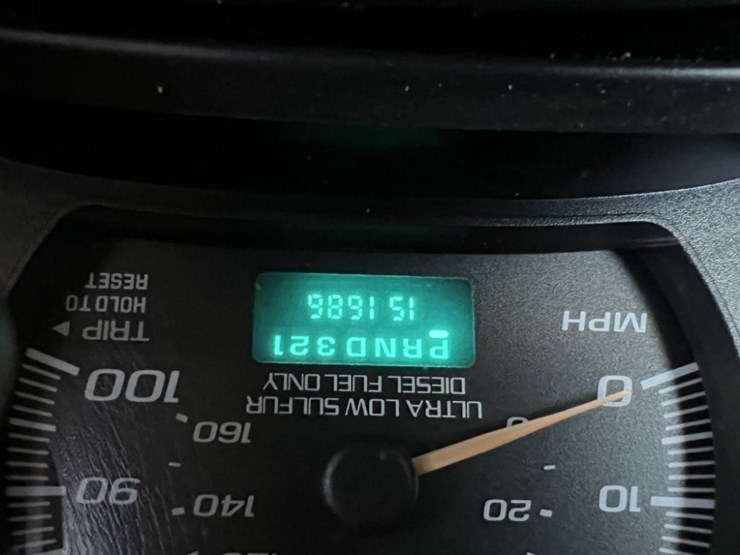 10 20 140 90
160
0 100
ULTRA LOW SULFUR
DIESEL FUEL ONLY
PRND321
151686
MPH
TRIP
HOLD TO
RESET